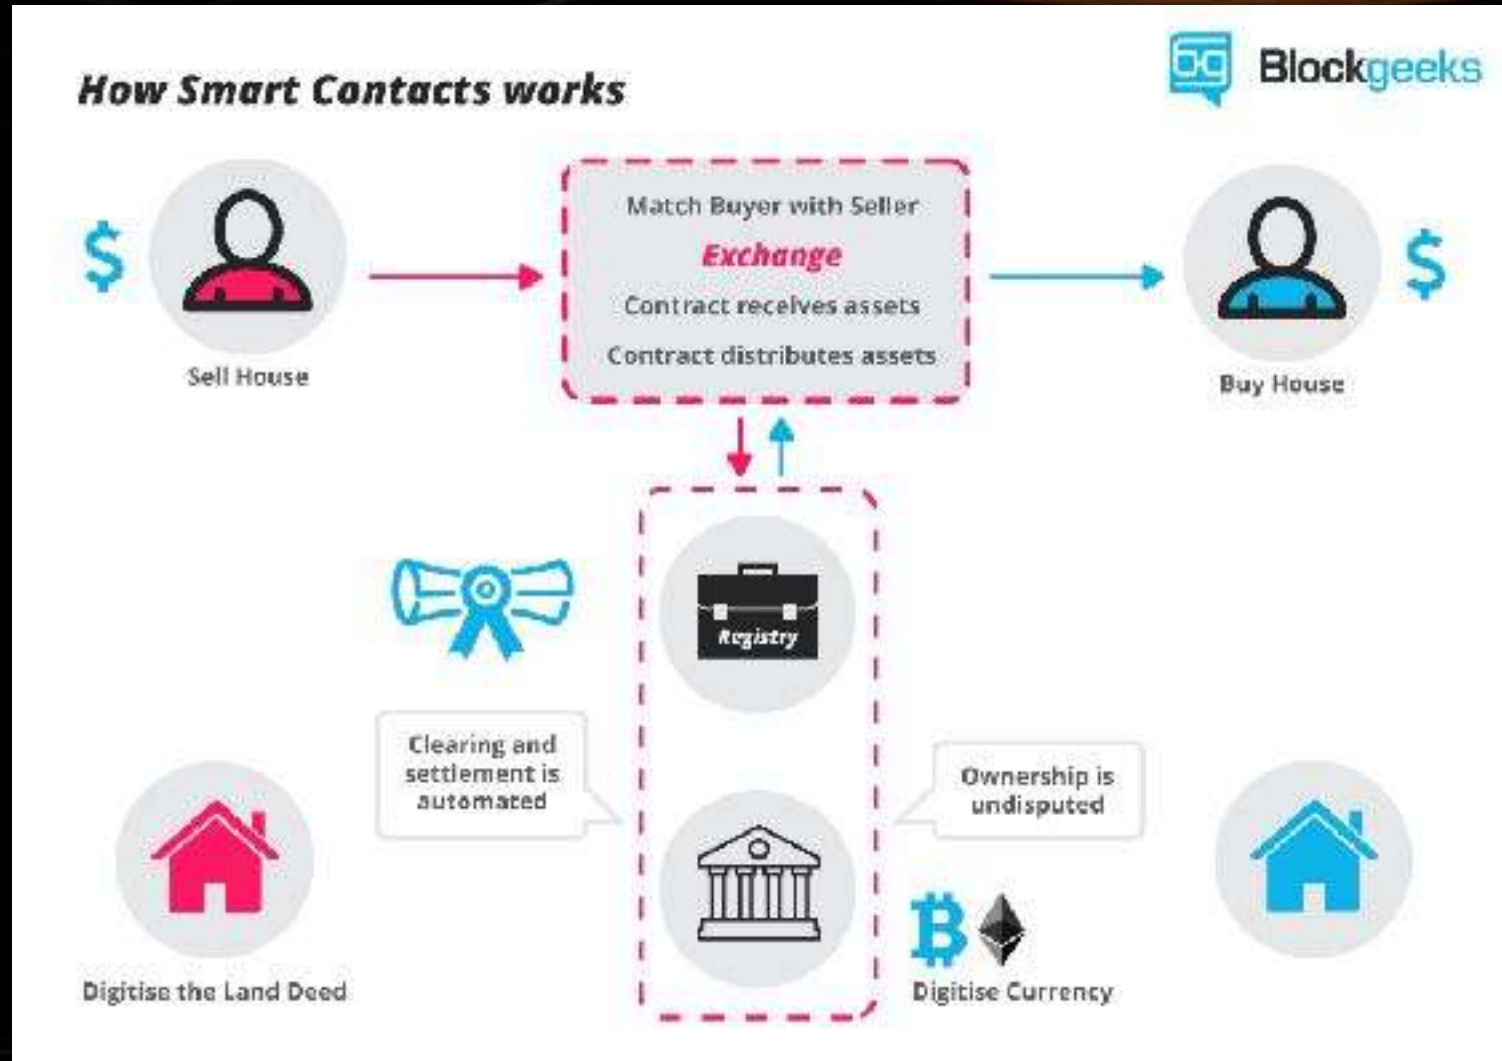 How Smart Contacts works
Blockgeeks
Match Buyer with Seller
Exchange
Contract receives assets
Contract distributes assets
$
$
Sell House
Buy House
Registry
Clearing and
settlement is
automated
Ownership is
undisputed
Digitise the Land Deed
Digitise Currency